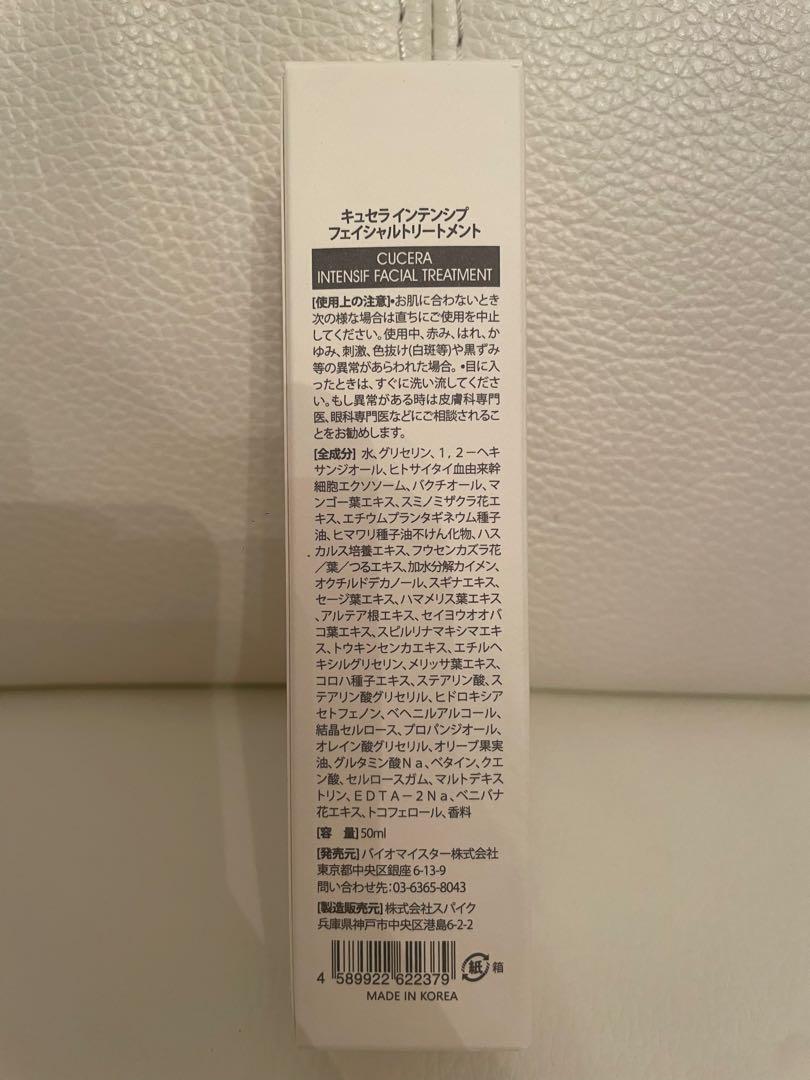 キュセラ インテンシブ
フェイシャルトリートメント
CUCERA
INTENSIF FACIAL TREATMENT
[使用上の注意]•お肌に合わないとき
次の様な場合は直ちにご使用を中止
してください。使用中、赤み、はれ、か
ゆみ、刺激、色抜け(白斑等)や黒ずみ
等の異常があらわれた場合。•目に入
ったときは、すぐに洗い流してくださ
い。もし異常がある時は皮膚科専門
医、眼科専門医などにご相談されるこ
とをお勧めします。
[全成分] 水、グリセリン、1，2－ヘキ
サンジオール、ヒトサイタイ血由来幹
細胞エクソソーム、バクチオール、マ
ンゴー葉エキス、スミノミザクラ花エ
キス、エチウムプランタギネウム種子
油、ヒマワリ種子油不けん化物、ハス
カルス培養エキス、フウセンカズラ花
／葉／つるエキス、加水分解カイメン、
オクチルドデカノール、スギナエキス、
セージ葉エキス、ハマメリス葉エキス
、アルテア根エキス、セイヨウオオバ
コ葉エキス、スピルリナマキシマエキ
ス、トウキンセンカエキス、エチルヘ
キシルグリセリン、メリッサ葉エキス、
コロハ種子エキス、ステアリン酸、ス
テアリン酸グリセリル、ヒドロキシア
セトフェノン、ベヘニルアルコール、
結晶セルロース、プロパンジオール、
オレイン酸グリセリル、オリーブ果実
油、グルタミン酸Ｎａ、ベタイン、クエ
ン酸、セルロースガム、マルトデキス
トリン、ＥＤＴＡ－２Ｎａ、ベニバナ
花エキス、トコフェロール、香料
[容　量] 50ml
[発売元] バイオマイスター株式会社
東京都中央区銀座 6-13-9
問い合わせ先：03-6365-8043
[製造販売元] 株式会社スパイク
兵庫県神戸市中央区港島6-2-2
4 589922 622379
紙 箱
MADE IN KOREA